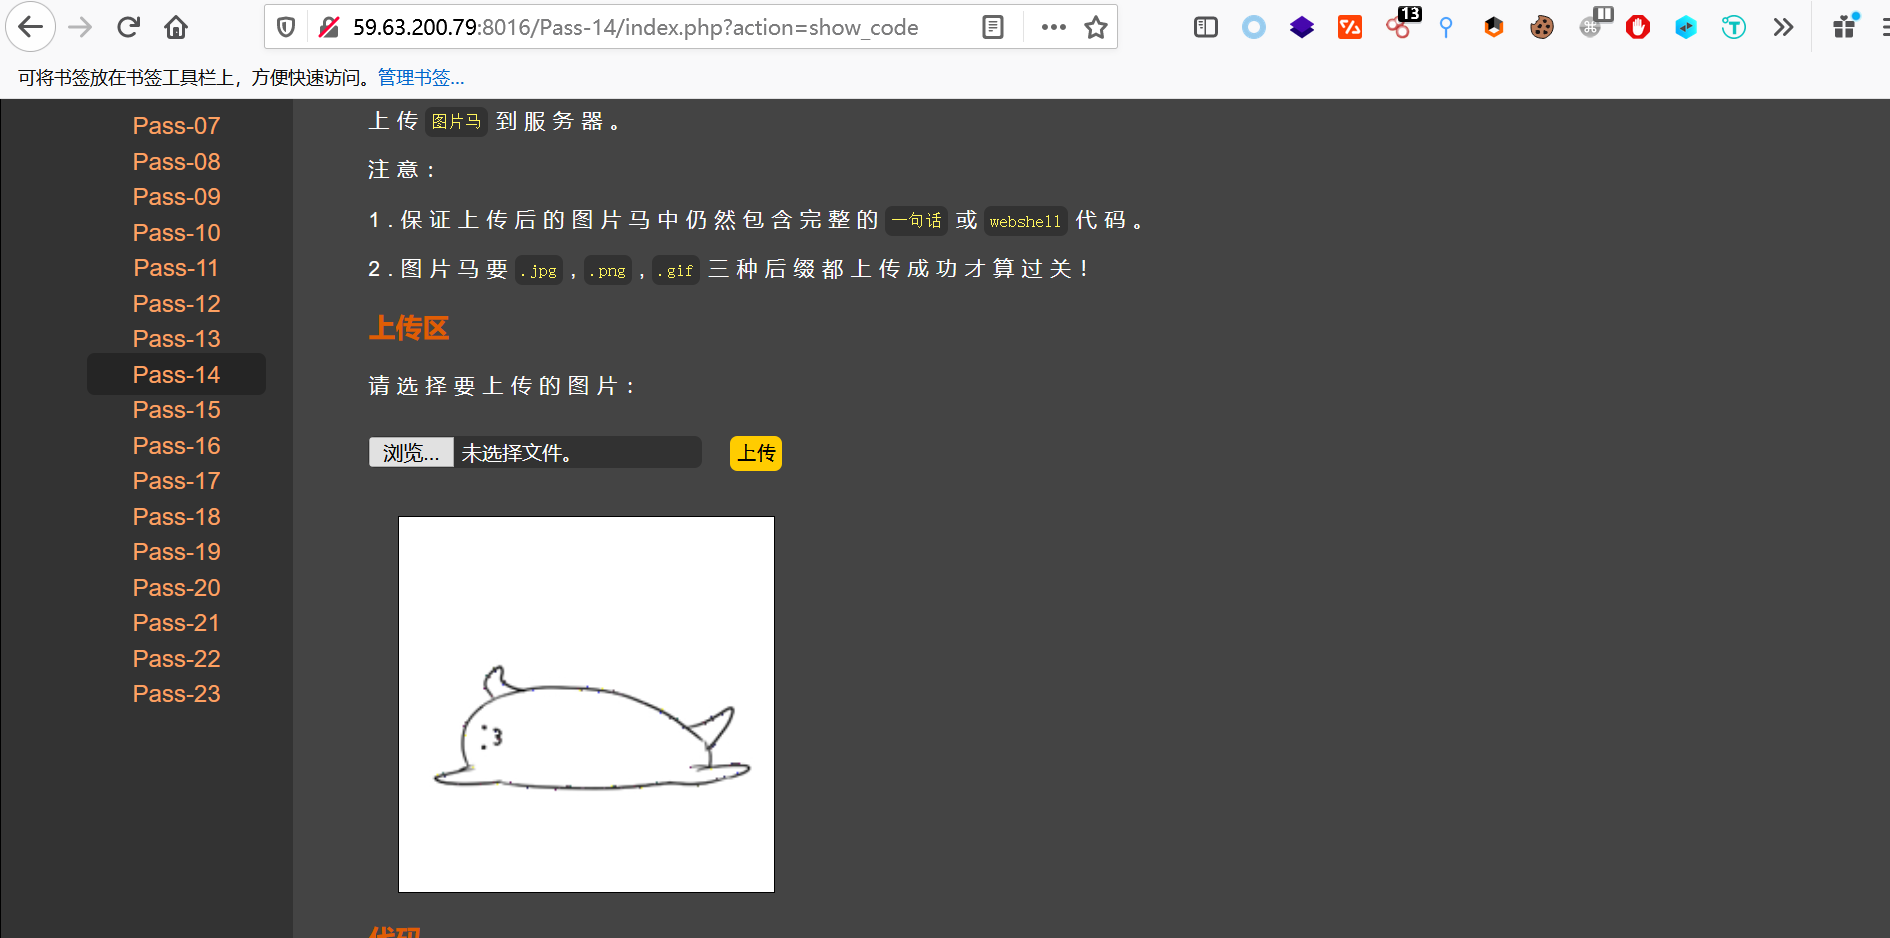 59.63.200.79:8016/Pass-14/index.php?action=show_code
13
可将书签放在书签工具栏上，方便快速访问。管理书签...
Pass-07
Pass-08
Pass-09
Pass-10
Pass-11
Pass-12
Pass-13
Pass-14
Pass-15
Pass-16
Pass-17
Pass-18
Pass-19
Pass-20
Pass-21
Pass-22
Pass-23
上传 图片马 到服务器。
注意：
1.保证上传后的图片马中仍然包含完整的 一句话 或 webshell 代码。
2.图片马要 .jpg , .png , .gif 三种后缀都上传成功才算过关!
上传区
请选择要上传的图片：
浏览... 未选择文件。 上传
代码